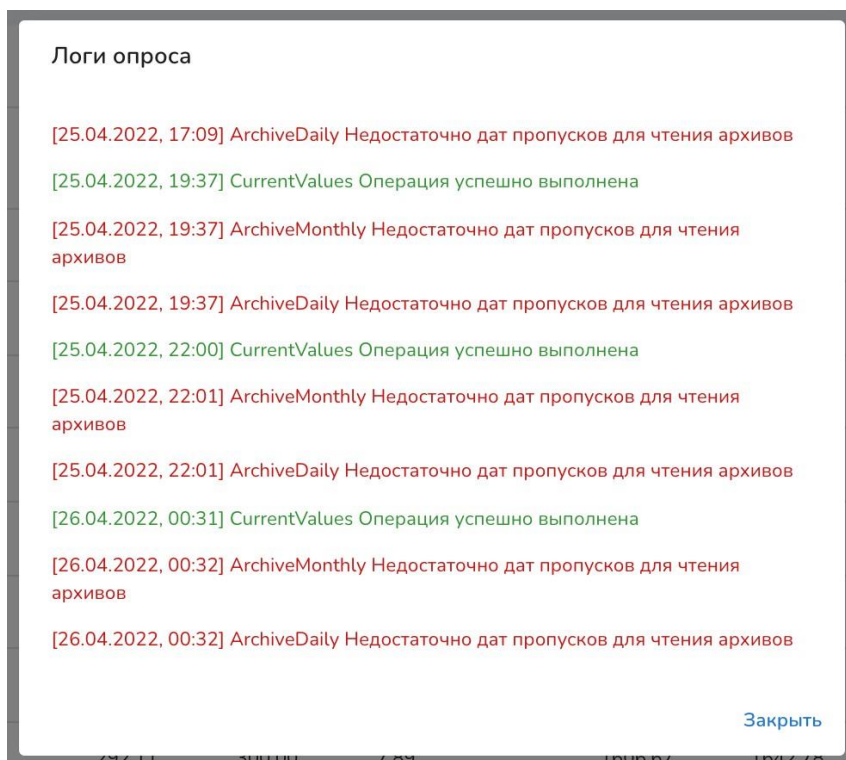 Логи опроса
[25.04.2022, 17:09] ArchiveDaily Недостаточно дат пропусков для чтения архивов
[25.04.2022, 19:37] CurrentValues Операция успешно выполнена
[25.04.2022, 19:37] ArchiveMonthly Недостаточно дат пропусков для чтения
архивов
[25.04.2022, 19:37] ArchiveDaily Недостаточно дат пропусков для чтения архивов
[25.04.2022, 22:00] CurrentValues Операция успешно выполнена
[25.04.2022, 22:01] ArchiveMonthly Недостаточно дат пропусков для чтения
архивов
[25.04.2022, 22:01] ArchiveDaily Недостаточно дат пропусков для чтения архивов
[26.04.2022, 00:31] CurrentValues Операция успешно выполнена
[26.04.2022, 00:32] ArchiveMonthly Недостаточно дат пропусков для чтения
архивов
[26.04.2022, 00:32] ArchiveDaily Недостаточно дат пропусков для чтения архивов
Закрыть